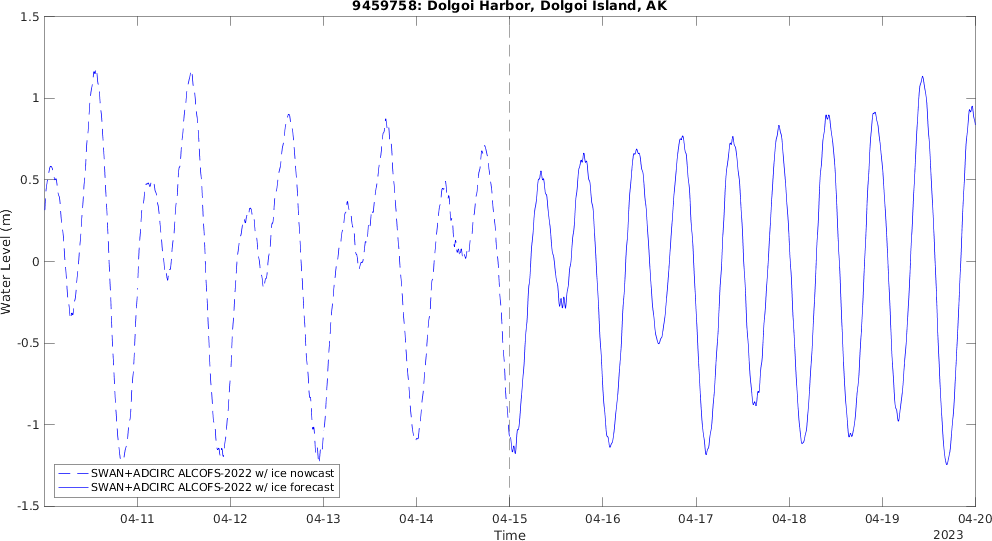 9459758: Dolgoi Harbor, Dolgoi Island, AK
1.5
1
0.5
0
-0.5
-1
-1.5
Water Level (m)
SWAN+ADCIRC ALCOFS-2022 w/ ice nowcast
SWAN+ADCIRC ALCOFS-2022 w/ ice forecast
04-11 04-12 04-13 04-14 04-15 04-16 04-17 04-18 04-19 04-20
Time
2023